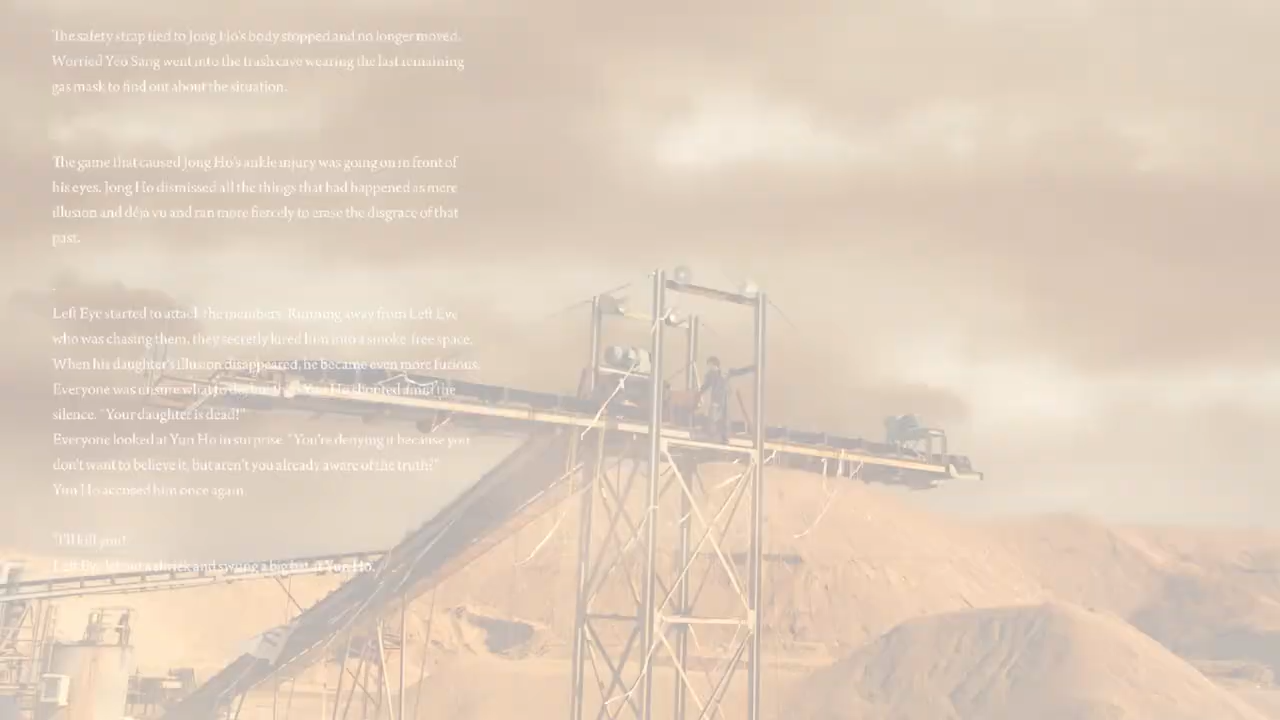 The safety strap tied to Jong Ho's body stopped and no longer moved.
Worried Yeo Sang went into the trash cave wearing the last remaining
gas mask to find out about the situation.
The game that caused Jong Ho's ankle injury was going on in front of
his eyes. Jong Ho dismissed all the things that had happened as mere
illusion and déja vu and ran more fiercely to erase the disgrace of that
past.
.
Left Eye started to attack the members. Running away from Left Eye
who was chasing them, they secretly lured him into a smoke-free space.
When his daughter's illusion disappeared, he became even more furious.
Everyone was unsure what to do, but then Yun Ho shouted amid the
silence. "Your daughter is dead!"
Everyone looked at Yun Ho in surprise. "You're denying it because you
don't want to believe it, but aren't you already aware of the truth?"
Yun Ho accused him once again.
"I'll kill you!
Left Eye let out a shriek and swung a big bat at Yun Ho.